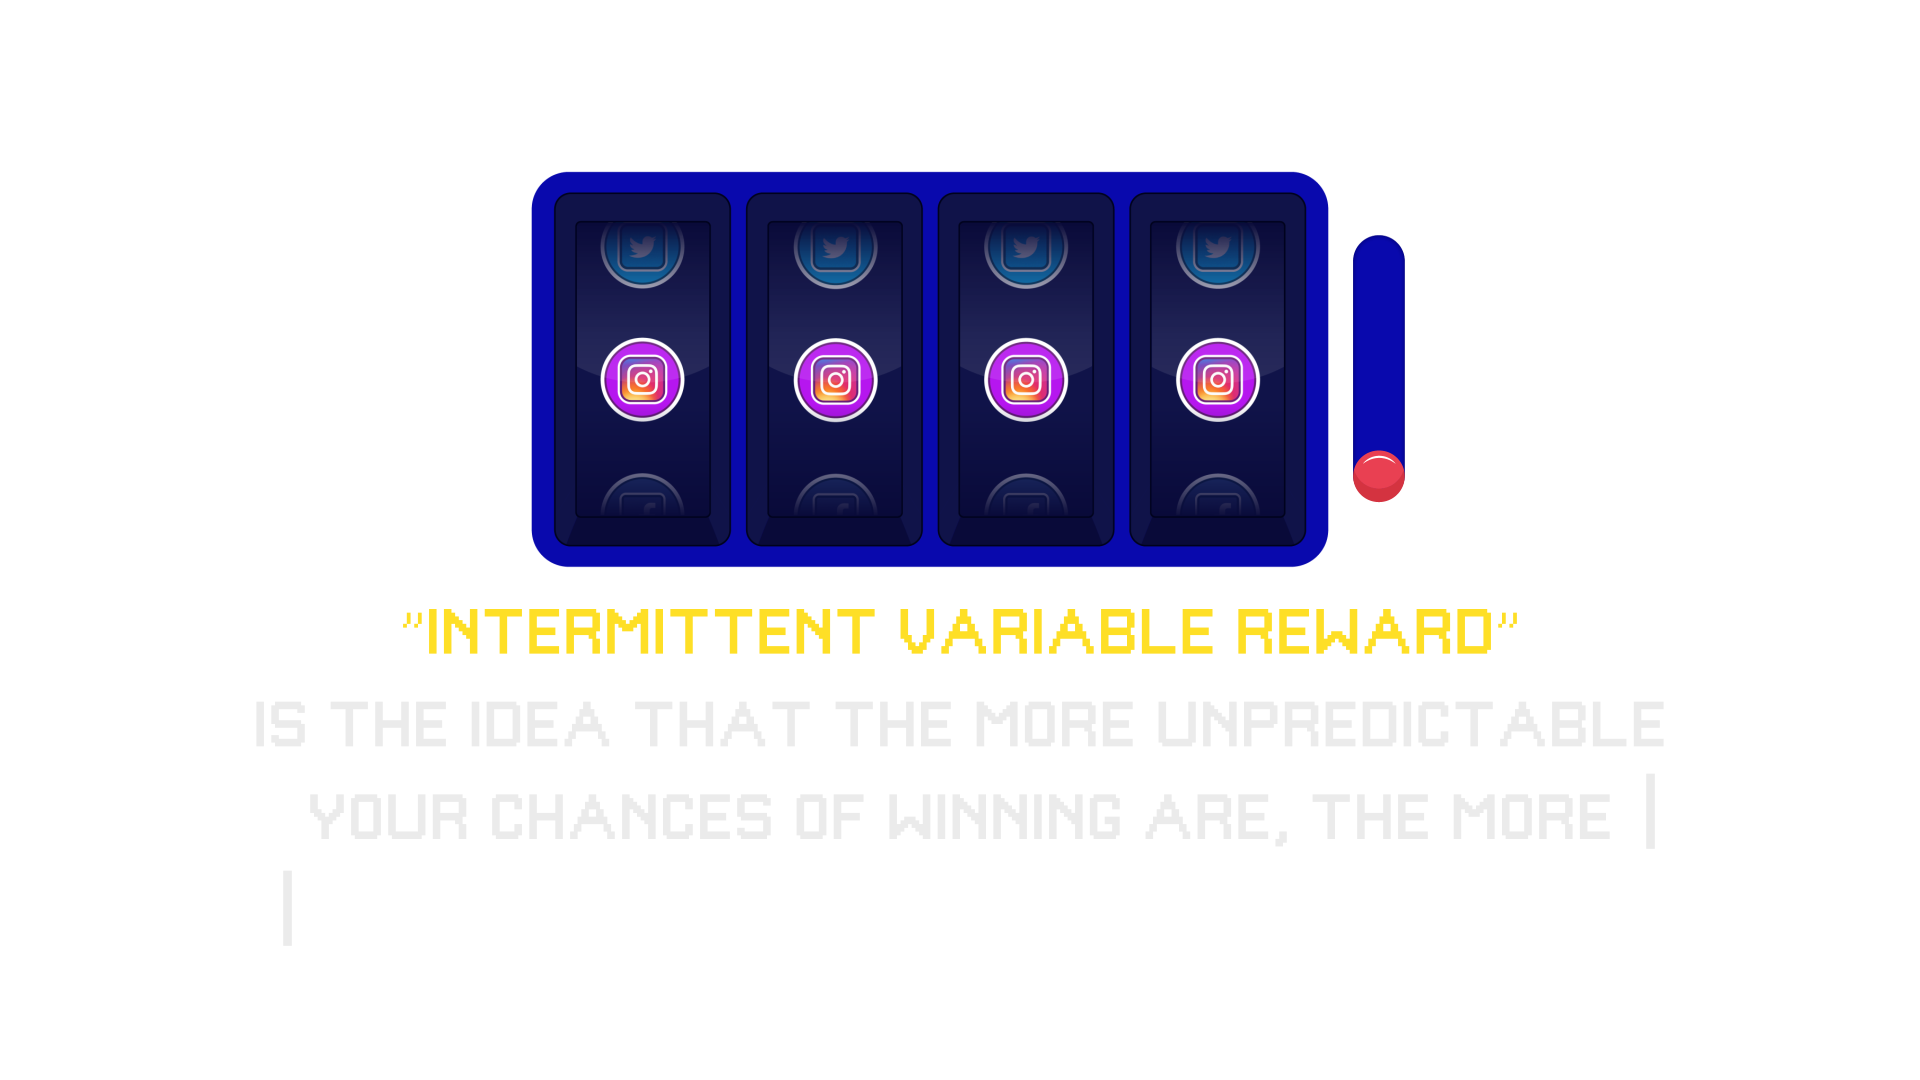 "INTERMITTENT VARIABLE REWARD"
IS THE IDEA THAT THE MORE UNPREDICTABLE
YOUR CHANCES OF WINNING ARE, THE MORE